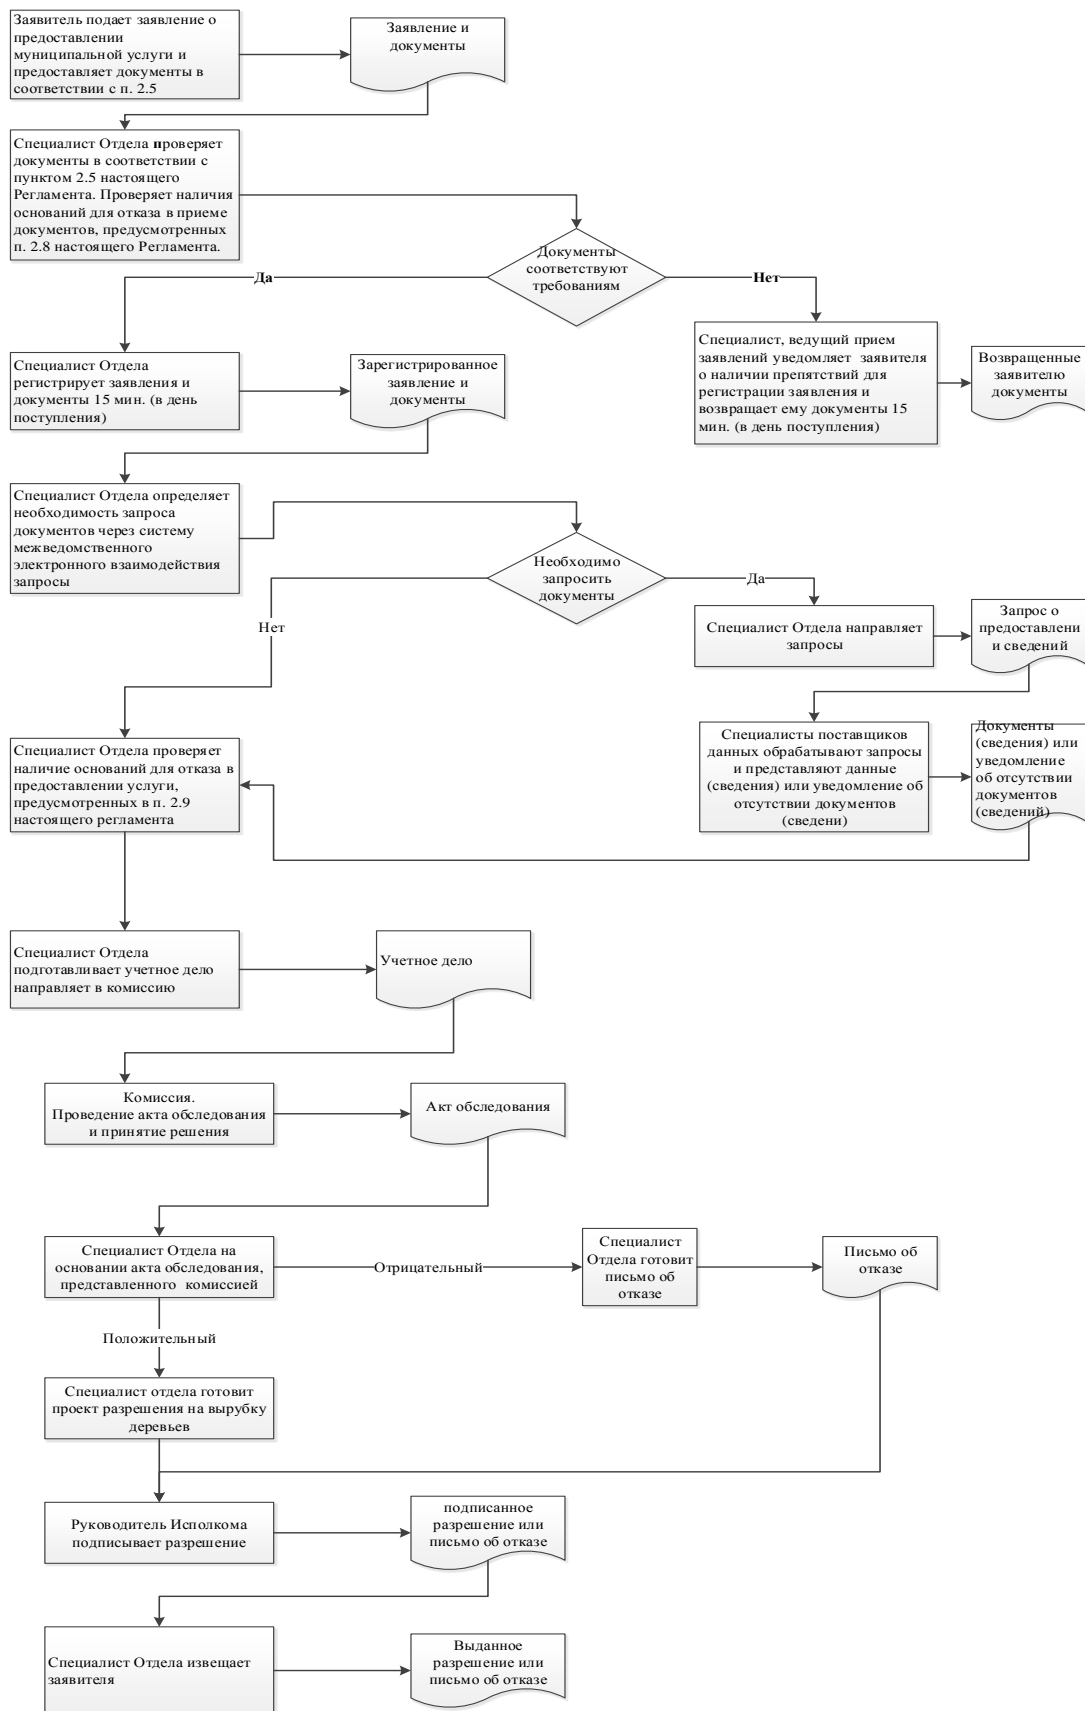 Заявитель подает заявление о
предоставлении
муниципальной услуги и
предоставляет документы в
соответствии с п. 2.5
Заявление и
документы
Специалист Отдела проверяет
документы в соответствии с
пунктом 2.5 настоящего
Регламента. Проверяет наличия
оснований для отказа в приеме
документов, предусмотренных
п. 2.8 настоящего Регламента.
Документы
соответствуют
требованиям
Да
Нет
Специалист Отдела
регистрирует заявления и
документы 15 мин. (в день
поступления)
Зарегистрированное
заявление и
документы
Специалист, ведущий прием
заявлений уведомляет заявителя
о наличии препятствий для
регистрации заявления и
возвращает ему документы 15
мин. (в день поступления)
Возвращенные
заявителю
документы
Специалист Отдела определяет
необходимость запроса
документов через систему
межведомственного
электронного взаимодействия
запросы
Необходимо
запросить
документы
Да
Нет
Специалист Отдела направляет
запросы
Запрос о
предоставлени
и сведений
Специалисты поставщиков
данных обрабатывают запросы
и представляют данные
(сведения) или уведомление об
отсутствии документов
(сведени)
Документы
(сведения) или
уведомление
об отсутствии
документов
(сведений)
Специалист Отдела проверяет
наличие оснований для отказа в
предоставлении услуги,
предусмотренных в п. 2.9
настоящего регламента
Специалист Отдела
подготавливает учетное дело
направляет в комиссию
Учетное дело
Комиссия.
Проведение акта обследования
и принятие решения
Акт обследования
Специалист Отдела на
основании акта обследования,
представленного комиссией
Отрицательный
Специалист
Отдела готовит
письмо об
отказе
Письмо об
отказе
Положительный
Специалист отдела готовит
проект разрешения на вырубку
деревьев
Руководитель Исполкома
подписывает разрешение
подписанное
разрешение или
письмо об отказе
Специалист Отдела извещает
заявителя
Выданное
разрешение или
письмо об отказе